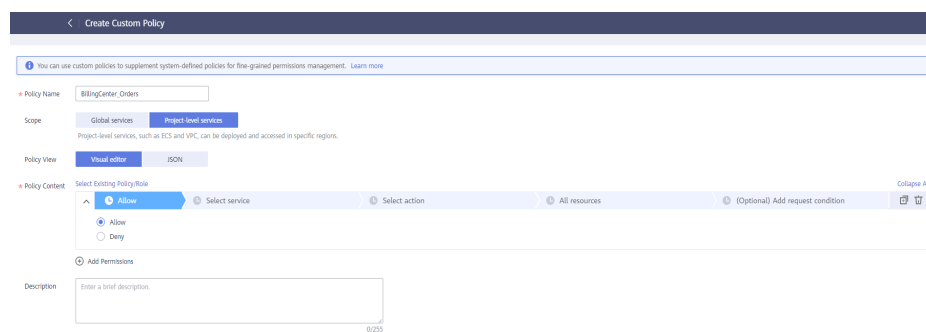 Create Custom Policy
You can use custom policies to supplement system-defined policies for fine-grained permissions management. Learn more
* Policy Name BillingCenter_Orders
Scope Global services Project-level services
Project-level services, such as ECS and VPC, can be deployed and accessed in specific regions.
Policy View Visual editor JSON
* Policy Content Select Existing Policy/Role Collapse A
Allow Select service Select action All resources (Optional) Add request condition
Allow
Deny
Add Permissions
Description Enter a brief description.
0/255